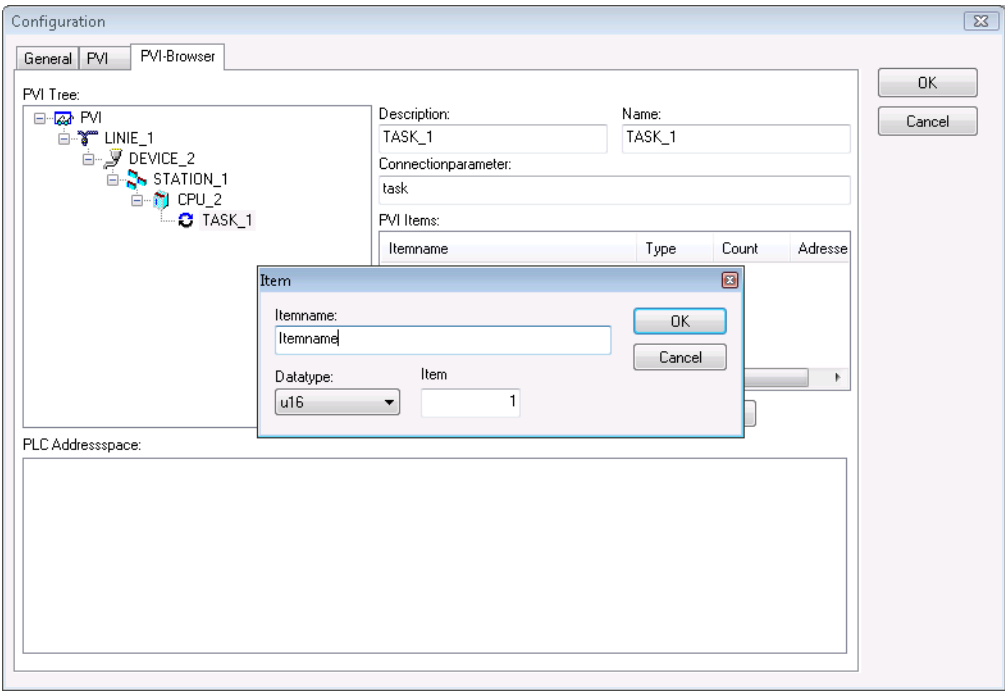 Configuration
General PVI PVI-Browser
OK
Cancel
PVI Tree:
PVI
LINIE_1
DEVICE_2
STATION_1
CPU_2
TASK_1
Description: Name:
TASK_1 TASK_1
Connectionparameter:
task
PVI Items:
Itemname Type Count Adresse
Item
Itemname:
Itemname
OK
Cancel
Datatype: Item
u16 1
PLC Addressspace: